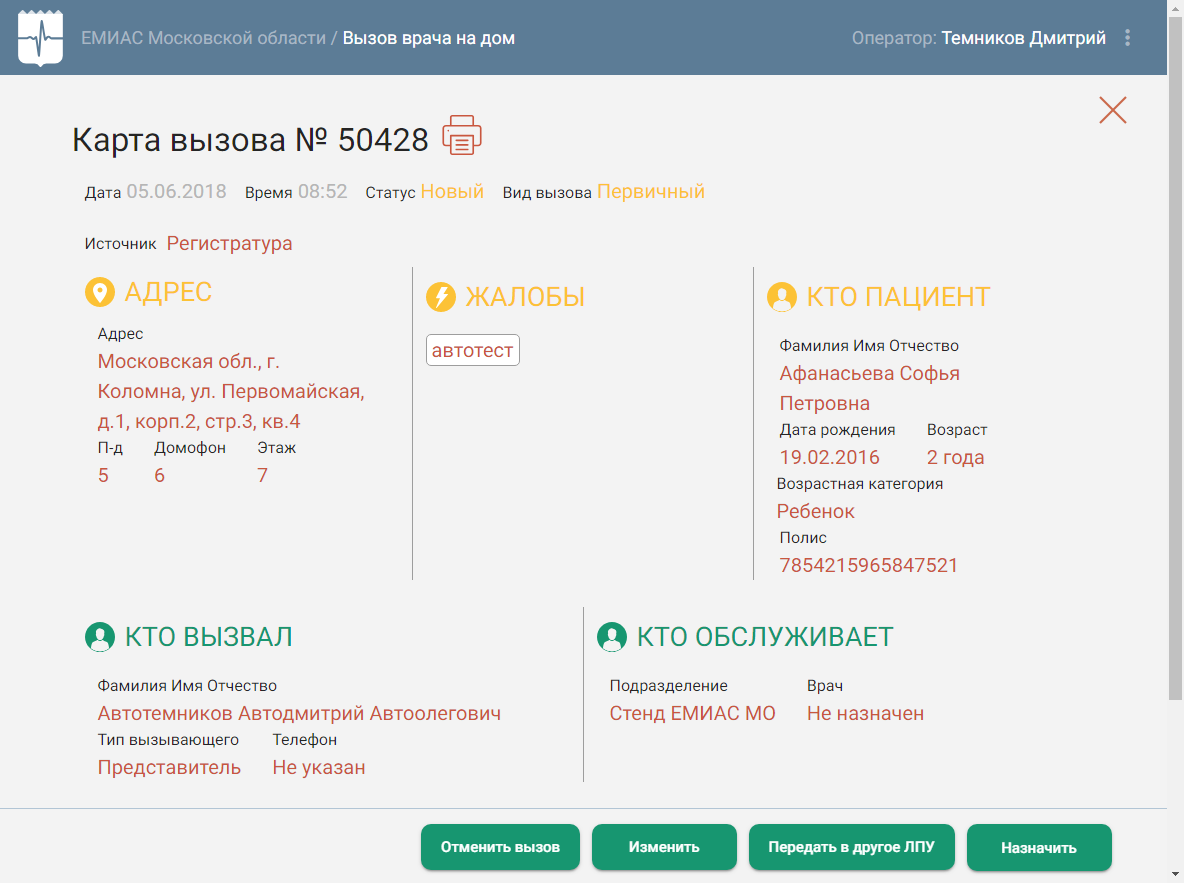 ЕМИАС Московской области / Вызов врача на дом
Оператор: Темников Дмитрий
Карта вызова № 50428
Дата 05.06.2018 Время 08:52 Статус Новый Вид вызова Первичный
Источник Регистратура
АДРЕС
Адрес
Московская обл., г.
Коломна, ул. Первомайская,
д.1, корп.2, стр.3, кв.4
П-д Домофон Этаж
5 6 7
ЖАЛОБЫ
автотест
КТО ПАЦИЕНТ
Фамилия Имя Отчество
Афанасьева Софья
Петровна
Дата рождения Возраст
19.02.2016 2 года
Возрастная категория
Ребенок
Полис
7854215965847521
КТО ВЫЗВАЛ
Фамилия Имя Отчество
Автотемников Автодмитрий Автоолегович
Тип вызывающего Телефон
Представитель Не указан
КТО ОБСЛУЖИВАЕТ
Подразделение Врач
Стенд ЕМИАС МО Не назначен
Отменить вызов
Изменить
Передать в другое ЛПУ
Назначить